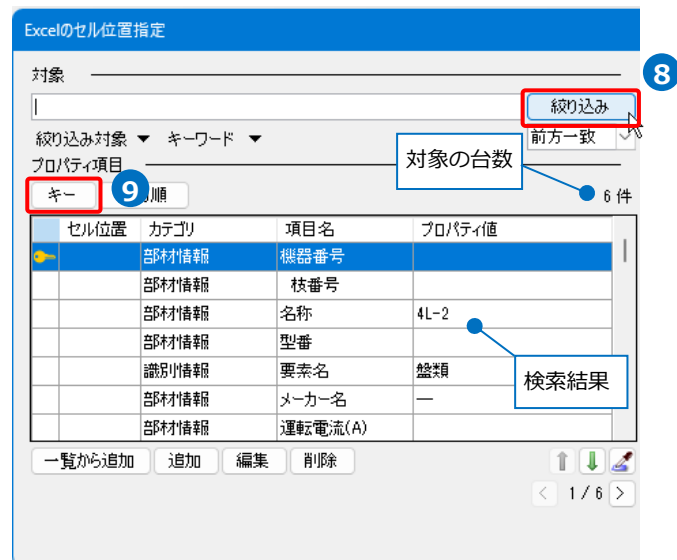 Excelのセル位置指定
対象
8
絞り込み
絞り込み対象 ▼ キーワード ▼
前方一致
対象の台数
プロパティ項目
キー
9
順
6 件
セル位置 カテゴリ 項目名 プロパティ値
部材情報 機器番号
部材情報 枝番号
部材情報 名称 4L-2
部材情報 型番
識別情報 要素名 盤類
検索結果
部材情報 メーカー名 —
部材情報 運転電流(A)
一覧から追加 追加 編集 削除
< 1 / 6 >